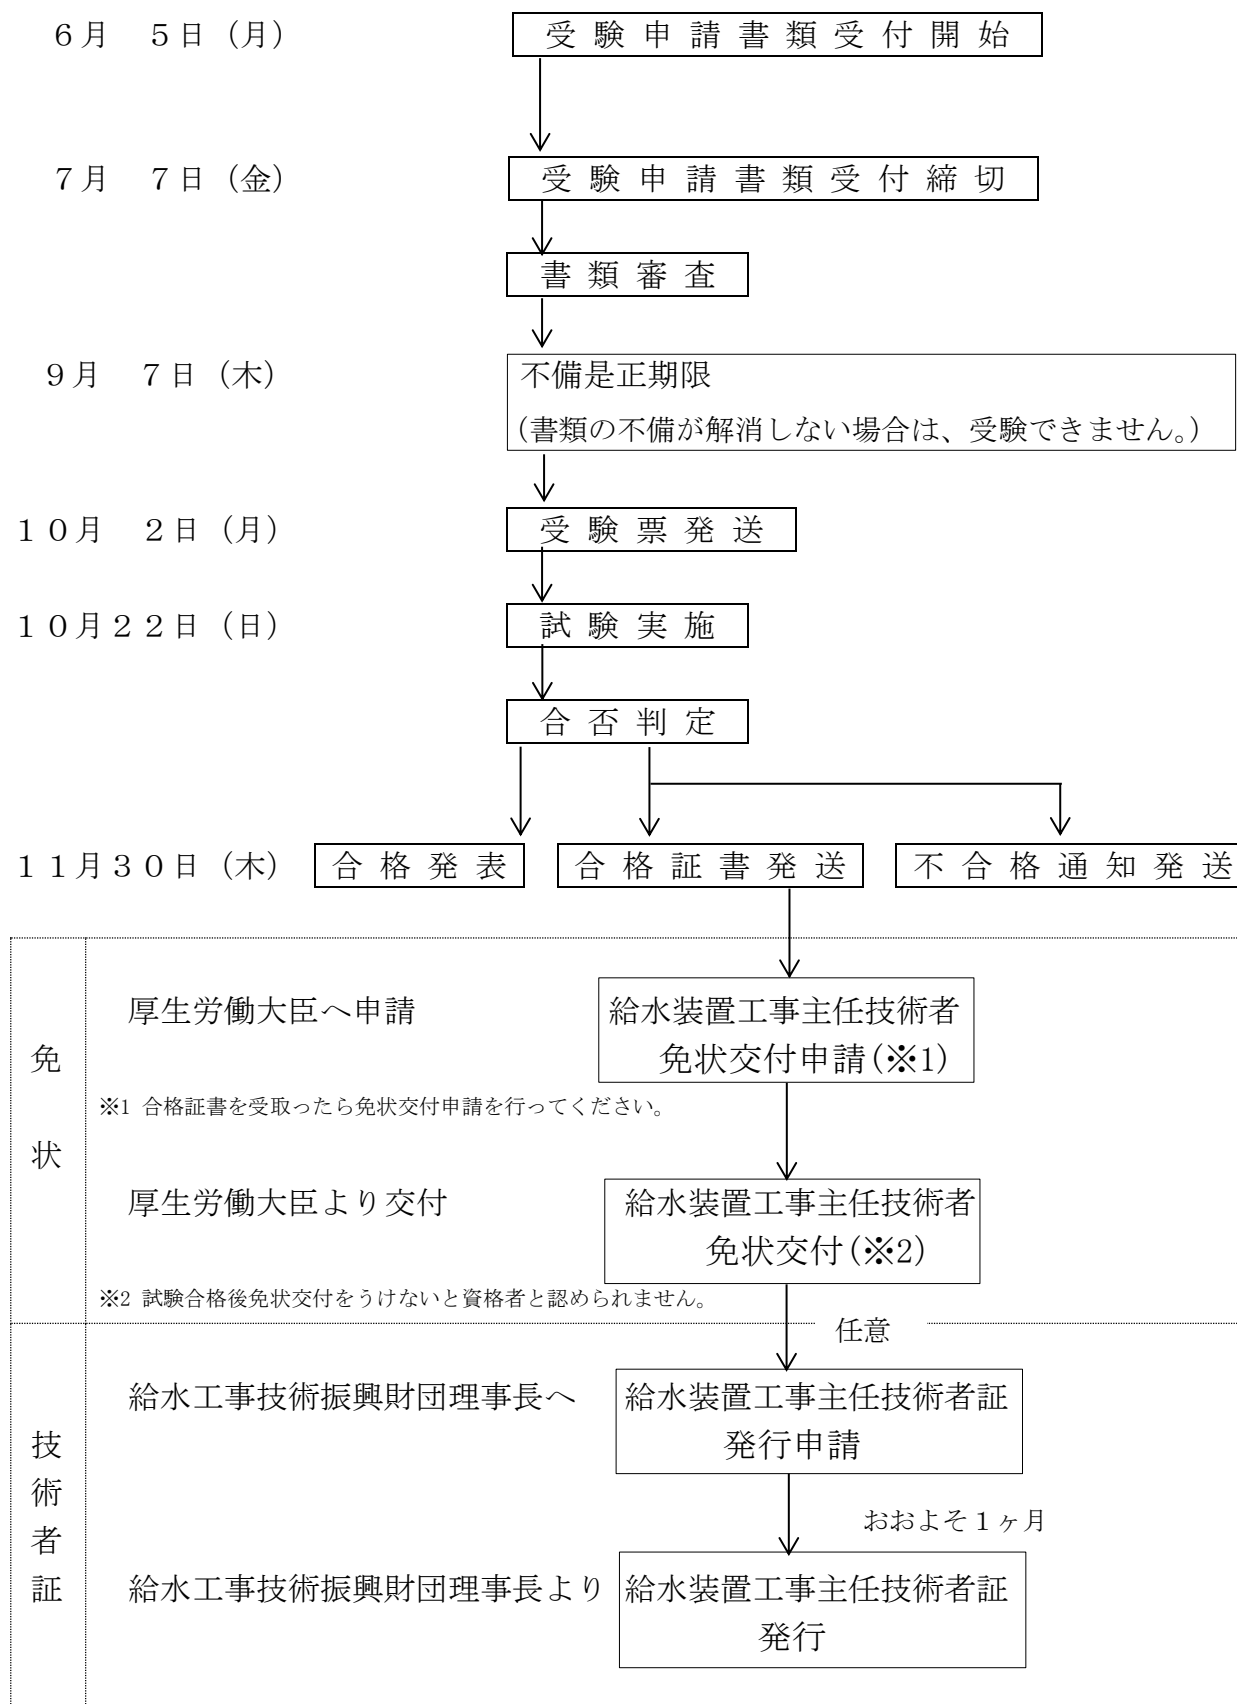 ６月　５日（月）　受験申請書類受付開始
７月　７日（金）　受験申請書類受付締切
書類審査
９月　７日（木）　不備是正期限
（書類の不備が解消しない場合は、受験できません。）
１０月　２日（月）　受験票発送
１０月２２日（日）　試験実施
合否判定
１１月３０日（木）　合格発表　合格証書発送　不合格通知発送
免状
厚生労働大臣へ申請　給水装置工事主任技術者
免状交付申請(※1)
※1 合格証書を受取ったら免状交付申請を行ってください。
厚生労働大臣より交付　給水装置工事主任技術者
免状交付(※2)
※2 試験合格後免状交付をうけないと資格者と認められません。
任意
技術者証
給水工事技術振興財団理事長へ　給水装置工事主任技術者証
発行申請
おおよそ１ヶ月
給水工事技術振興財団理事長より　給水装置工事主任技術者証
発行